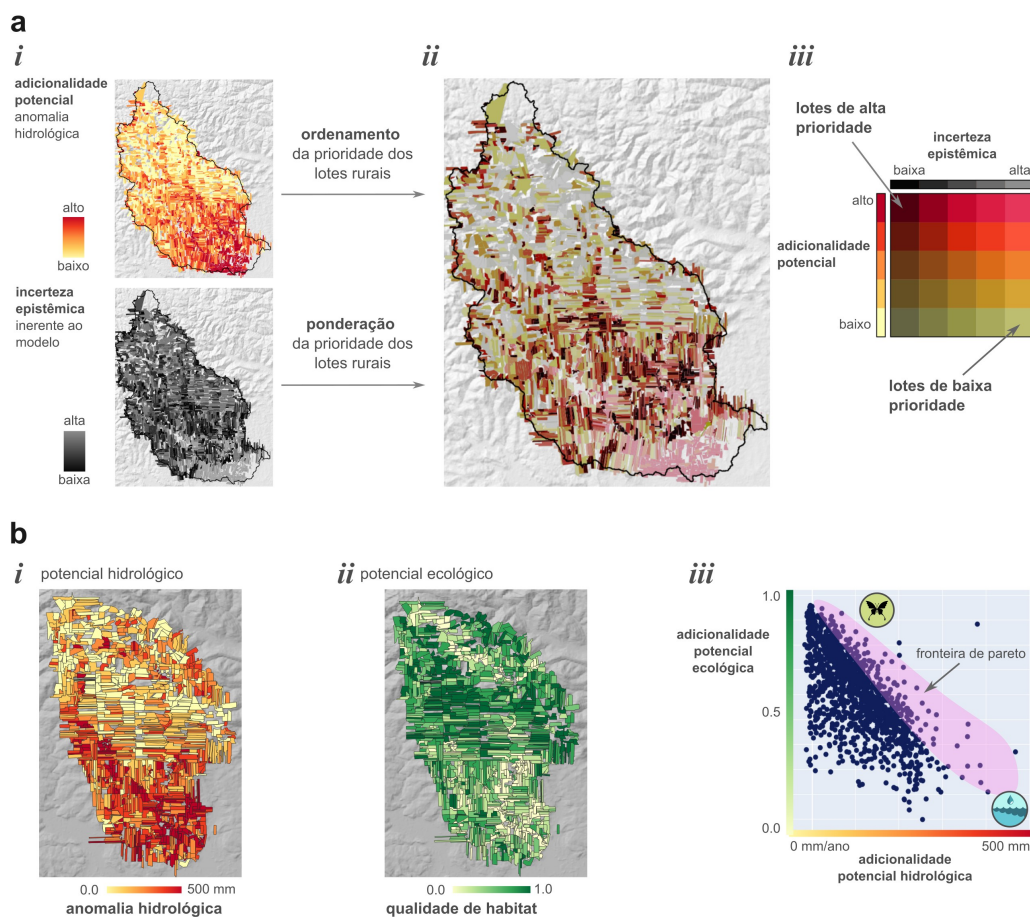 a
i
adicionalidade
potencial
anomalia
hidrológica
alto
baixo
incerteza
epistêmica
inerente ao
modelo
alta
baixa
ordenamento
da prioridade dos
lotes rurais
ponderação
da prioridade dos
lotes rurais
ii
iii
lotes de alta
prioridade
incerteza
epistêmica
baixa alta
alto
adicionalidade
potencial
baixo
lotes de baixa
prioridade
b
i potencial hidrológico
0.0 500 mm
anomalia hidrológica
ii potencial ecológico
0.0 1.0
qualidade de habitat
iii
1.0
adicionalidade
potencial
ecológica
fronteira de pareto
0.5
0.0
0 mm/ano 500 mm
adicionalidade
potencial hidrológica